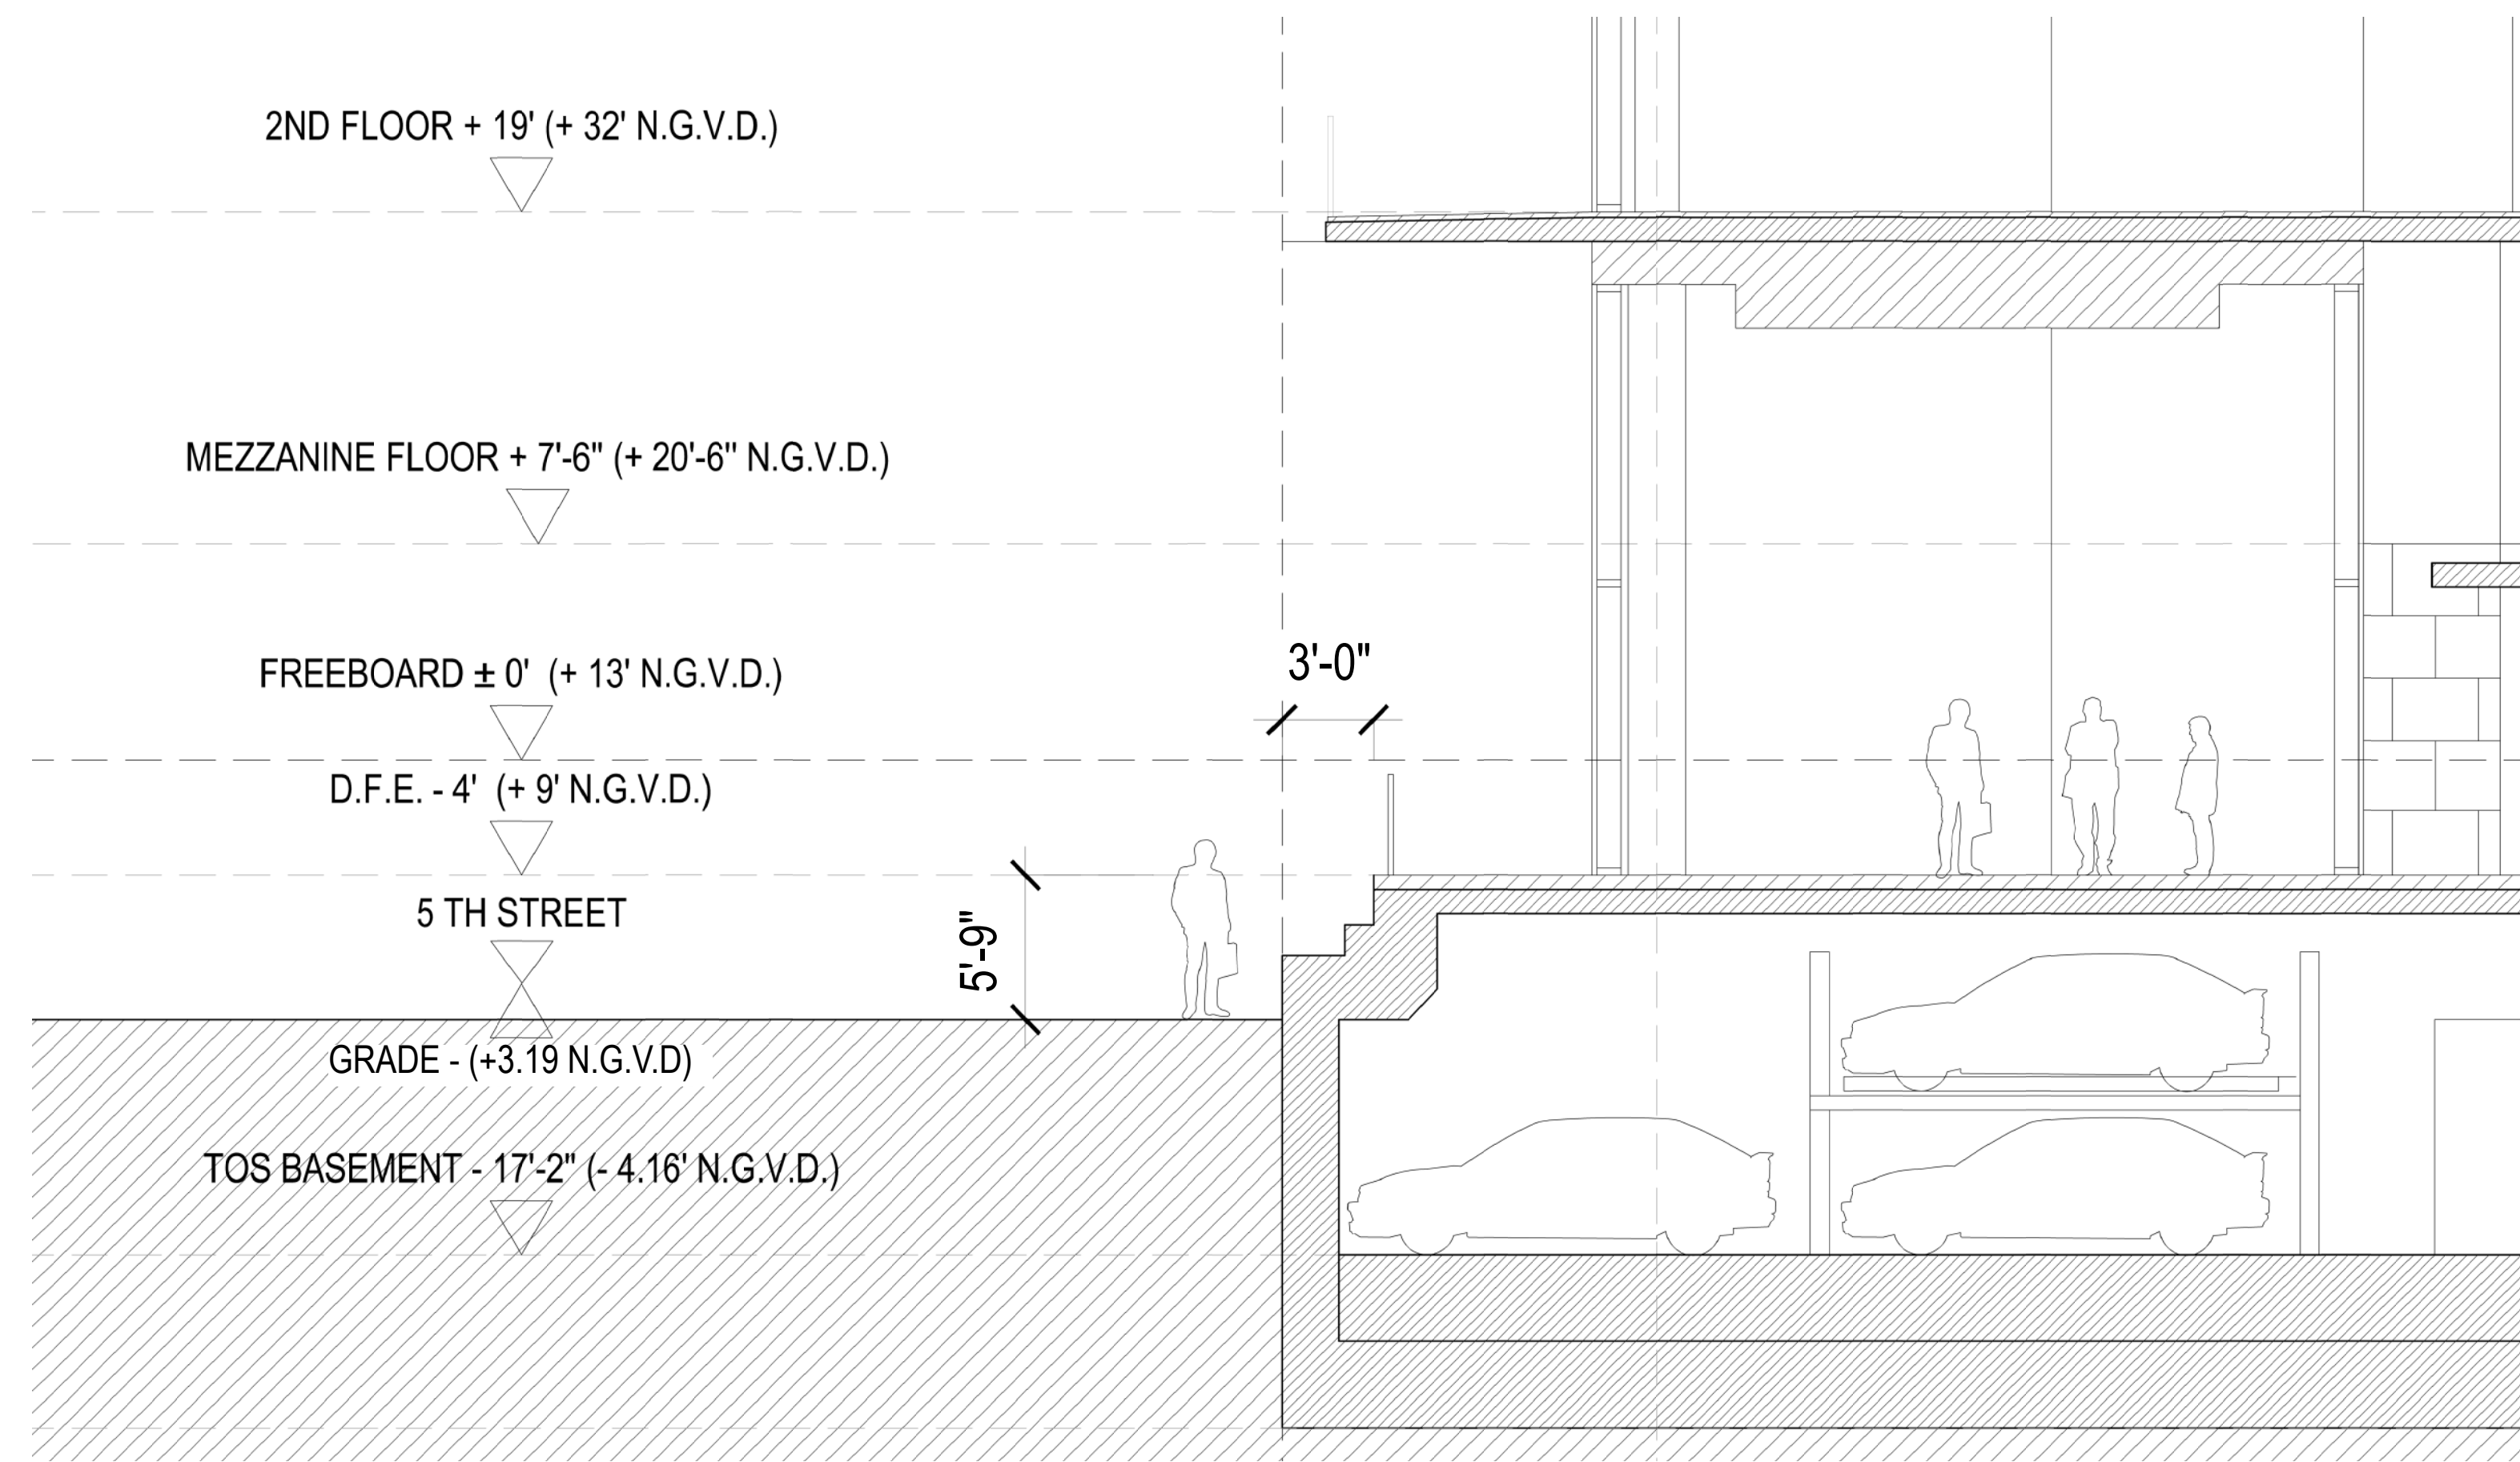 2ND FLOOR + 19' (+ 32' N.G.V.D.)
MEZZANINE FLOOR + 7'-6" (+ 20'-6" N.G.V.D.)
3'-0"
FREEBOARD ± 0' (+ 13' N.G.V.D.)
D.F.E. - 4' (+ 9' N.G.V.D.)
5 TH STREET
5'-9"
GRADE - (+3.19 N.G.V.D)
TOS BASEMENT - 17'-2" (- 4.16' N.G.V.D.)